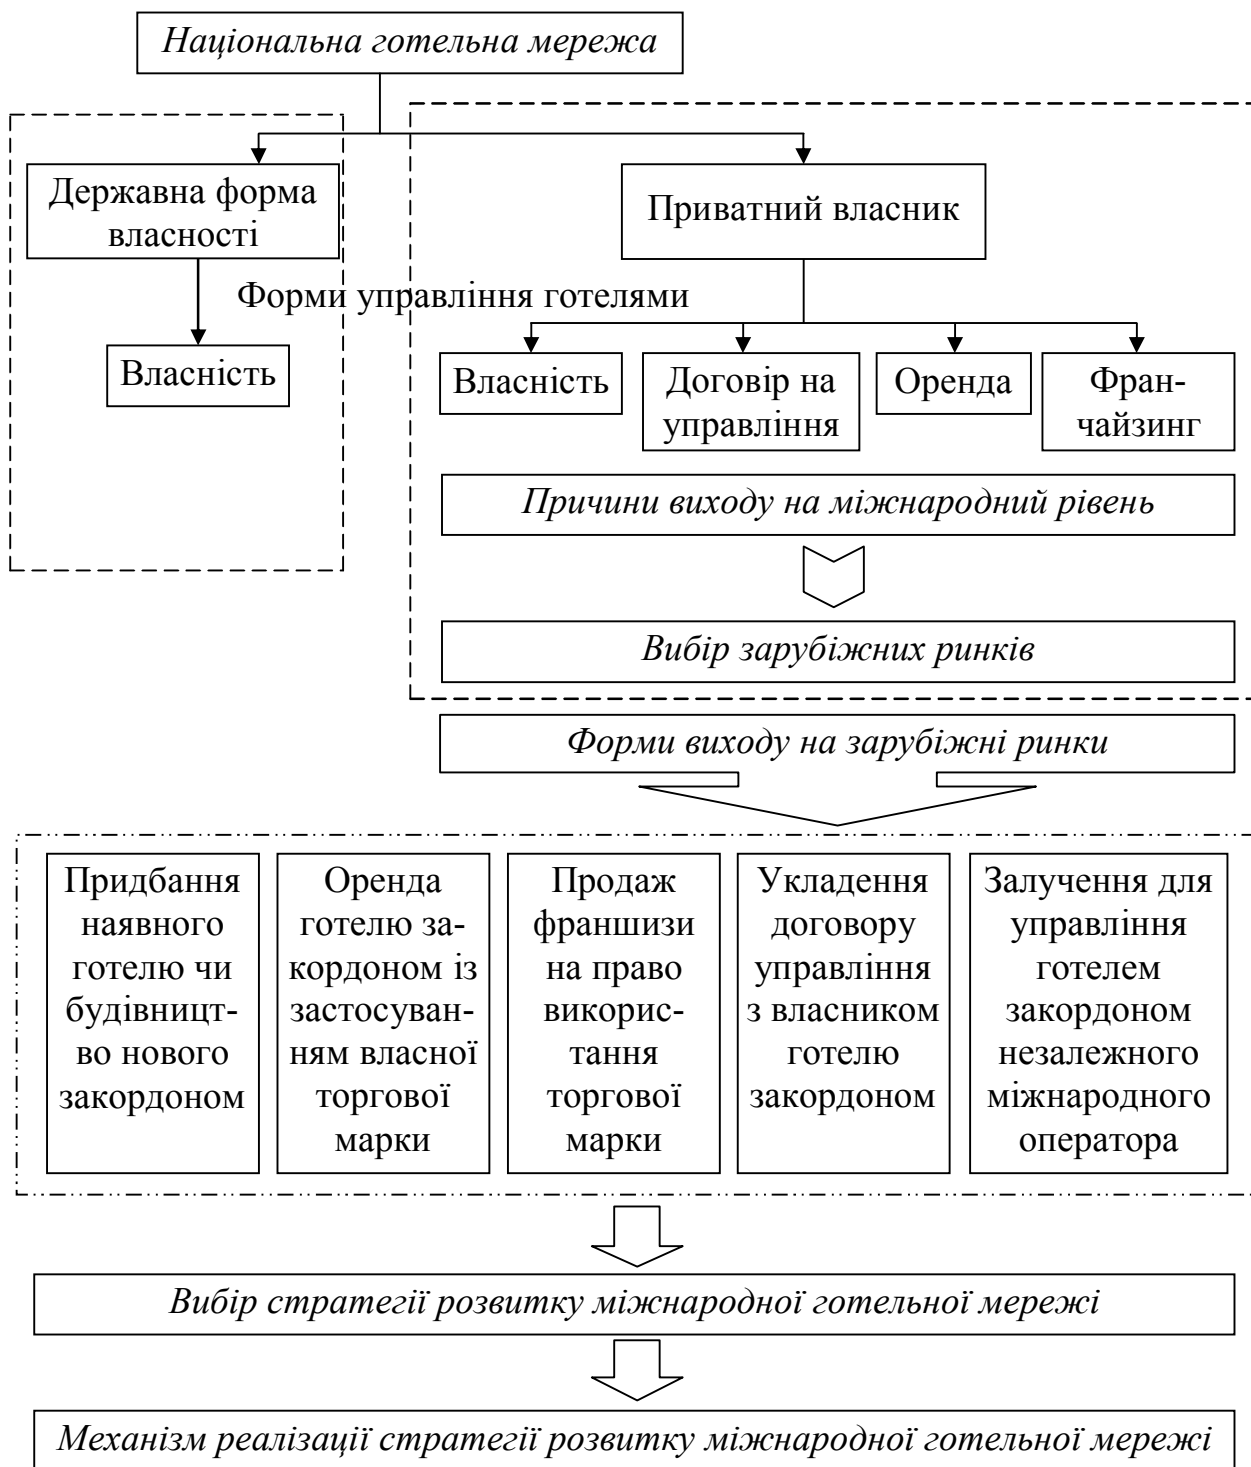 Національна готельна мережа
Державна форма
власності
Приватний власник
Форми управління готелями
Власність
Власність
Договір на
управління
Оренда
Фран-
чайзинг
Причини виходу на міжнародний рівень
Вибір зарубіжних ринків
Форми виходу на зарубіжні ринки
Придбання
наявного
готелю чи
будівницт-
во нового
закордоном
Оренда
готелю за-
кордоном із
застосуван-
ням власної
торгової
марки
Продаж
франшизи
на право
викорис-
тання
торгової
марки
Укладення
договору
управління
з власником
готелю
закордоном
Залучення для
управління
готелем
закордоном
незалежного
міжнародного
оператора
Вибір стратегії розвитку міжнародної готельної мережі
Механізм реалізації стратегії розвитку міжнародної готельної мережі